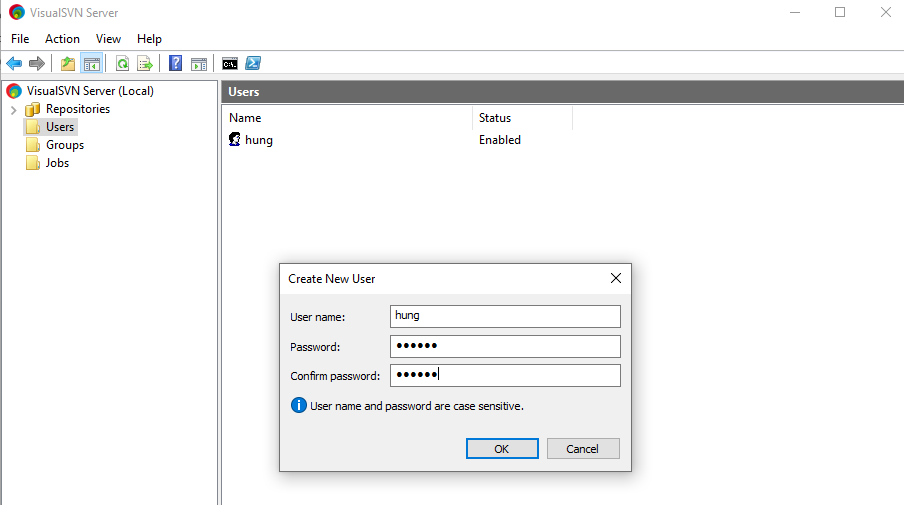 VisualSVN Server
File Action View Help
VisualSVN Server (Local)
Repositories
Users
Groups
Jobs
Users
Name Status
hung Enabled
Create New User
User name: hung
Password: ••••••
Confirm password: ••••••
User name and password are case sensitive.
OK Cancel